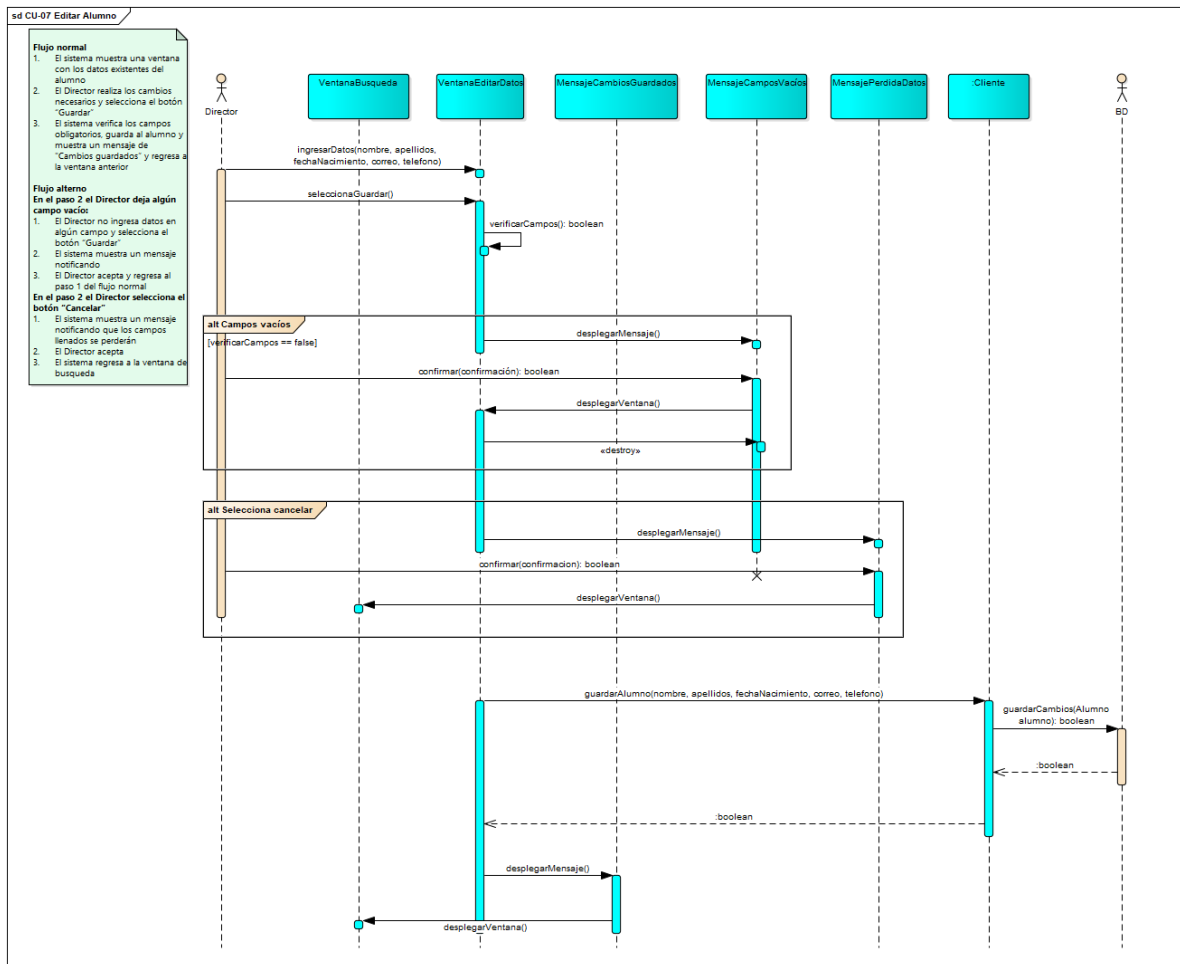 sd CU-07 Editar Alumno
Flujo normal
1. El sistema muestra una ventana
con los datos existentes del
alumno
2. El Director realiza los cambios
necesarios y selecciona el botón
"Guardar"
3. El sistema verifica los campos
obligatorios, guarda al alumno y
muestra un mensaje de
"Cambios guardados" y regresa a
la ventana anterior
Flujo alterno
En el paso 2 el Director deja algún
campo vacío:
1. El Director no ingresa datos en
algún campo y selecciona el
botón "Guardar"
2. El sistema muestra un mensaje
notificando
3. El Director acepta y regresa al
paso 1 del flujo normal
En el paso 2 el Director selecciona el
botón "Cancelar"
1. El sistema muestra un mensaje
notificando que los campos
llenados se perderán
2. El Director acepta
3. El sistema regresa a la ventana de
busqueda
Director
VentanaBusqueda
VentanaEditarDatos
MensajeCambiosGuardados
MensajeCamposVacíos
MensajePerdidaDatos
:Cliente
BD
ingresarDatos(nombre, apellidos,
fechaNacimiento, correo, telefono)
seleccionaGuardar()
verificarCampos(): boolean
alt Campos vacíos
[verificarCampos == false]
desplegarMensaje()
confirmar(confirmación): boolean
desplegarVentana()
«destroy»
alt Selecciona cancelar
desplegarMensaje()
confirmar(confirmacion): boolean
desplegarVentana()
guardarAlumno(nombre, apellidos, fechaNacimiento, correo, telefono)
guardarCambios(Alumno
alumno): boolean
:boolean
:boolean
desplegarMensaje()
desplegarVentana()